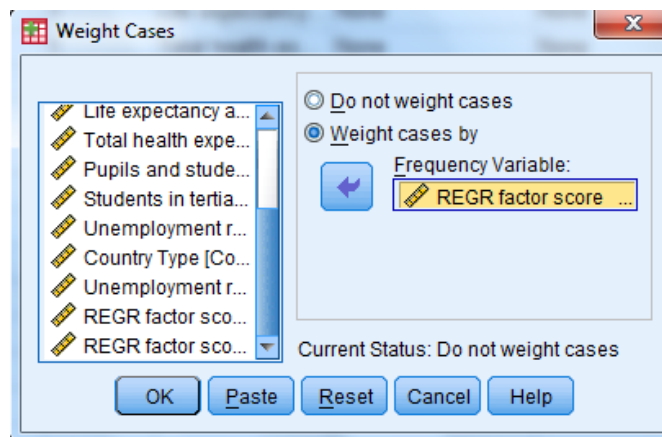 Weight Cases
Life expectancy a...
Total health expe...
Pupils and stude...
Students in tertia...
Unemployment r...
Country Type [Co...
Unemployment r...
REGR factor sco...
REGR factor sco...
Do not weight cases
Weight cases by
Frequency Variable:
REGR factor score ...
Current Status: Do not weight cases
OK Paste Reset Cancel Help